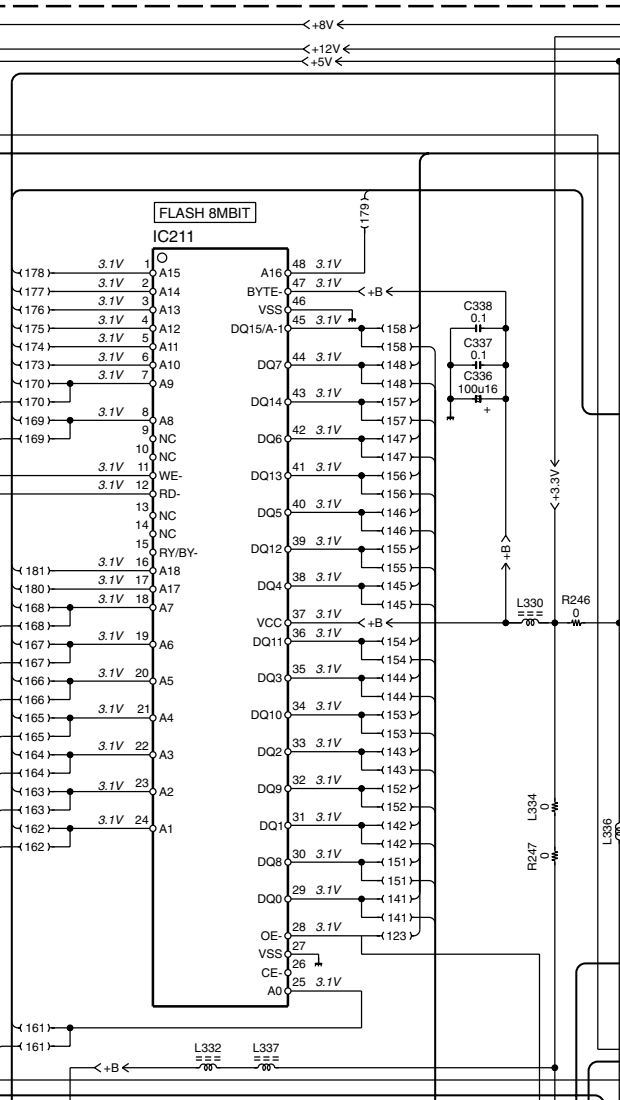 +8V
+12V
+5V
FLASH 8MBIT
IC211
(179)
(178) 3.1V 1 A15 A16 48 3.1V
(177) 3.1V 2 A14 BYTE- 47 +B
(176) 3.1V 3 A13 VSS 46
(175) 3.1V 4 A12 DQ15/A-1 45 3.1V (158)
(174) 3.1V 5 A11 (158)
(173) 3.1V 6 A10 DQ7 44 3.1V (148)
(170) 3.1V 7 A9 (148)
(170) DQ14 43 3.1V (157)
(169) 3.1V 8 A8 (157)
(169) 9 NC DQ6 42 3.1V (147)
10 NC (147)
3.1V 11 WE- DQ13 41 3.1V (156)
3.1V 12 RD- (156)
13 NC DQ5 40 3.1V (146)
14 NC (146)
15 RY/BY- DQ12 39 3.1V (155)
(181) 3.1V 16 A18 (155)
(180) 3.1V 17 A17 DQ4 38 3.1V (145)
(168) 3.1V 18 A7 (145)
(168) VCC 37 +B
(167) 3.1V 19 A6 DQ11 36 3.1V (154)
(167) (154)
(166) 3.1V 20 A5 DQ3 35 3.1V (144)
(166) (144)
(165) 3.1V 21 A4 DQ10 34 3.1V (153)
(165) (153)
(164) 3.1V 22 A3 DQ2 33 3.1V (143)
(164) (143)
(163) 3.1V 23 A2 DQ9 32 3.1V (152)
(163) (152)
(162) 3.1V 24 A1 DQ1 31 3.1V (142)
(162) (142)
DQ8 30 3.1V (151)
(151)
DQ0 29 3.1V (141)
(141)
OE- 28 3.1V (123)
VSS 27
CE- 26
A0 25 3.1V
(161)
(161)
+B
L332
L337
C338
0.1
C337
0.1
C336
100u16
+
+3.3V
+B
L330
R246
0
L334
0
R247
0
L336